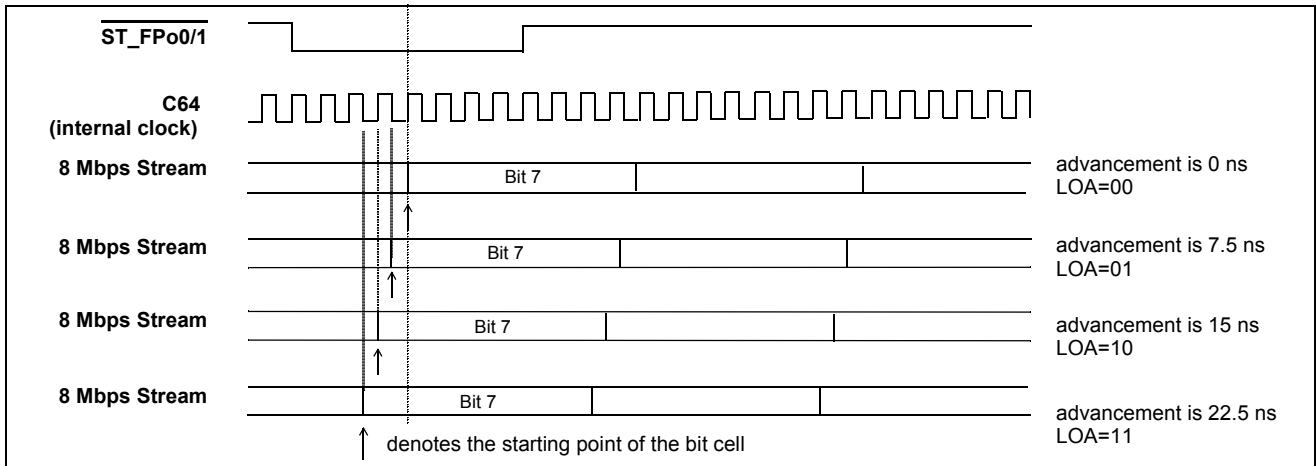 ST_FPo0/1
C64
(internal clock)
8 Mbps Stream
Bit 7
advancement is 0 ns
LOA=00
8 Mbps Stream
Bit 7
advancement is 7.5 ns
LOA=01
8 Mbps Stream
Bit 7
advancement is 15 ns
LOA=10
8 Mbps Stream
Bit 7
advancement is 22.5 ns
LOA=11
denotes the starting point of the bit cell